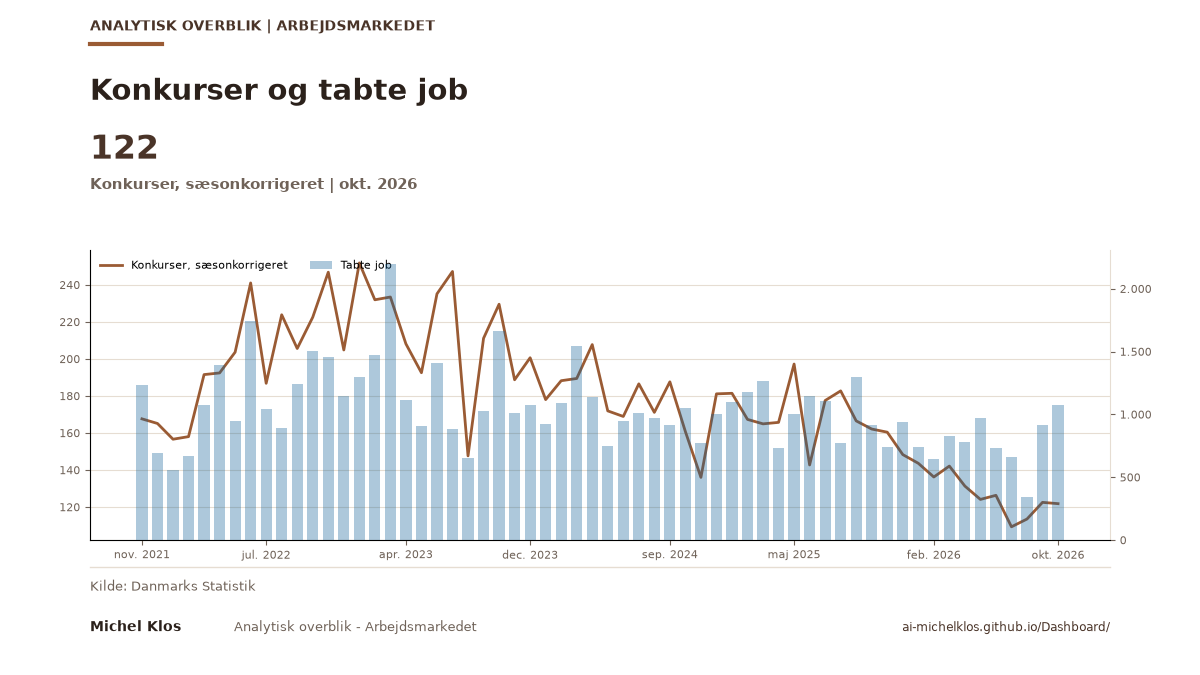 ANALYTISK OVERBLIK | ARBEJDSMARKEDET
Konkurser og tabte job
122
Konkurser, sæsonkorrigeret | okt. 2026
Konkurser, sæsonkorrigeret
Tabte job
240
220
200
180
160
140
120
2.000
1.500
1.000
500
0
nov. 2021
jul. 2022
apr. 2023
dec. 2023
sep. 2024
maj 2025
feb. 2026
okt. 2026
Kilde: Danmarks Statistik
Michel Klos
Analytisk overblik - Arbejdsmarkedet
ai-michelklos.github.io/Dashboard/